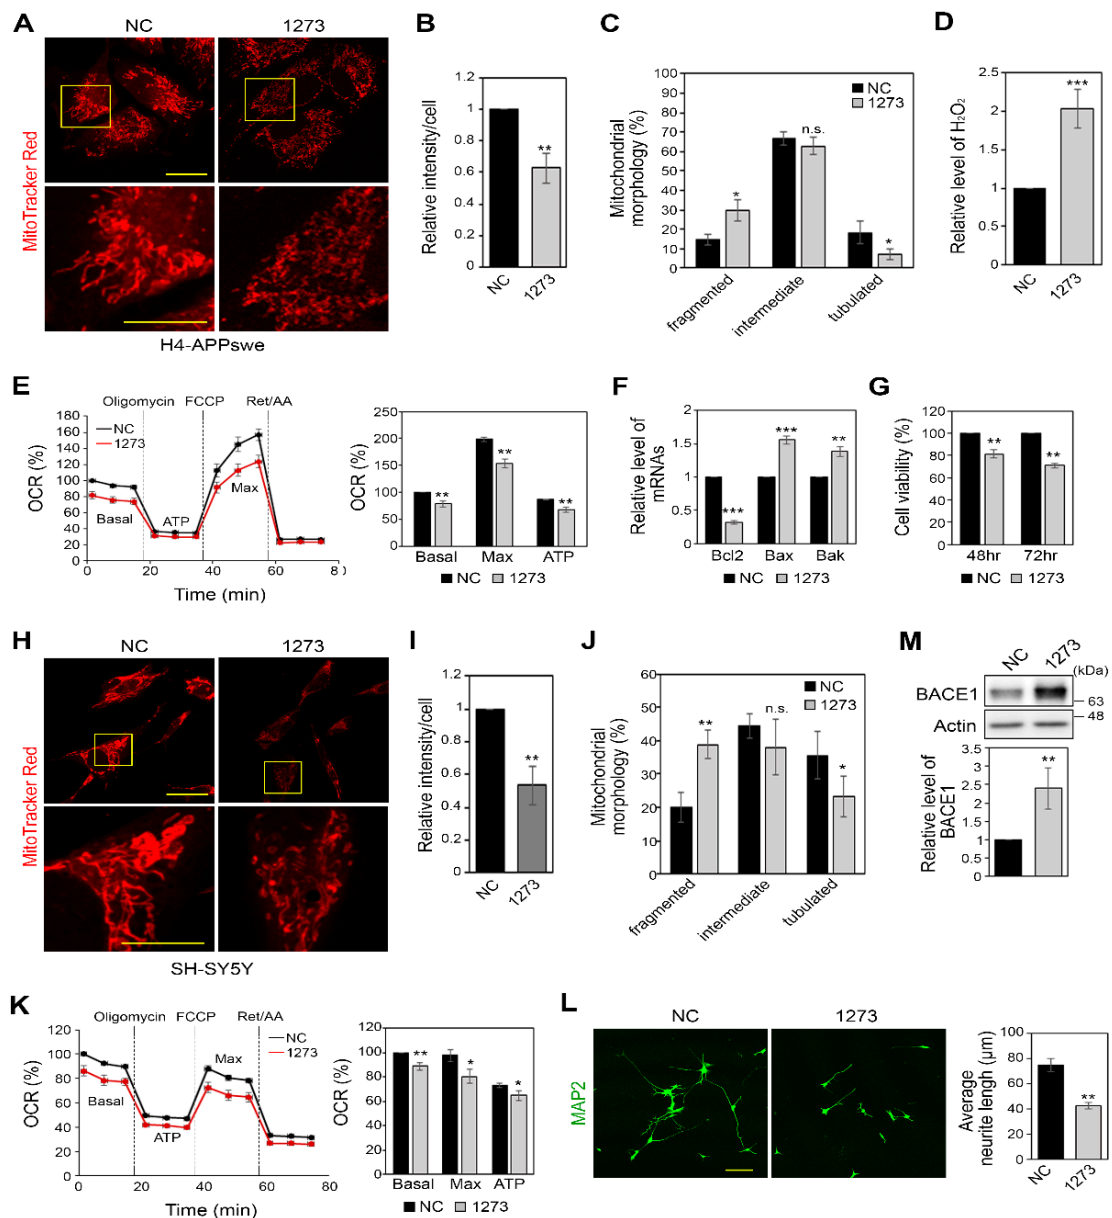 A
NC
1273
MitoTracker Red
H4-APPswe
B
Relative intensity/cell
1.2
1
0.8
0.6
0.4
0.2
0
**
NC
1273
C
Mitochondrial
morphology (%)
100
90
80
70
60
50
40
30
20
10
0
NC
1273
*
n.s.
*
fragmented
intermediate
tubulated
D
Relative level of H₂O₂
2.5
2
1.5
1
0.5
0
***
NC
1273
E
Oligomycin
FCCP
Ret/AA
OCR (%)
180
160
140
120
100
80
60
40
20
NC
1273
Basal
ATP
Max
0
20
40
60
80
Time (min)
OCR (%)
250
200
150
100
50
0
**
**
**
Basal
Max
ATP
NC
1273
F
Relative level of
mRNAs
2
1.5
1
0.5
0
***
***
**
Bcl2
Bax
Bak
NC
1273
G
Cell viability (%)
120
100
80
60
40
20
0
**
**
48hr
72hr
NC
1273
H
NC
1273
MitoTracker Red
SH-SY5Y
I
Relative intensity/cell
1.2
1
0.8
0.6
0.4
0.2
0
**
NC
1273
J
Mitochondrial
morphology (%)
60
50
40
30
20
10
0
NC
1273
**
n.s.
*
fragmented
intermediate
tubulated
M
NC
1273
(kDa)
BACE1
63
48
Actin
Relative level of
BACE1
3.5
3
2.5
2
1.5
1
0.5
0
**
NC
1273
K
Oligomycin
FCCP
Ret/AA
OCR (%)
120
100
80
60
40
20
0
NC
1273
Basal
ATP
Max
0
20
40
60
80
Time (min)
OCR (%)
120
100
80
60
40
20
0
**
*
*
Basal
Max
ATP
NC
1273
L
NC
1273
MAP2
Average
neurite lengh (µm)
100
80
60
40
20
0
**
NC
1273